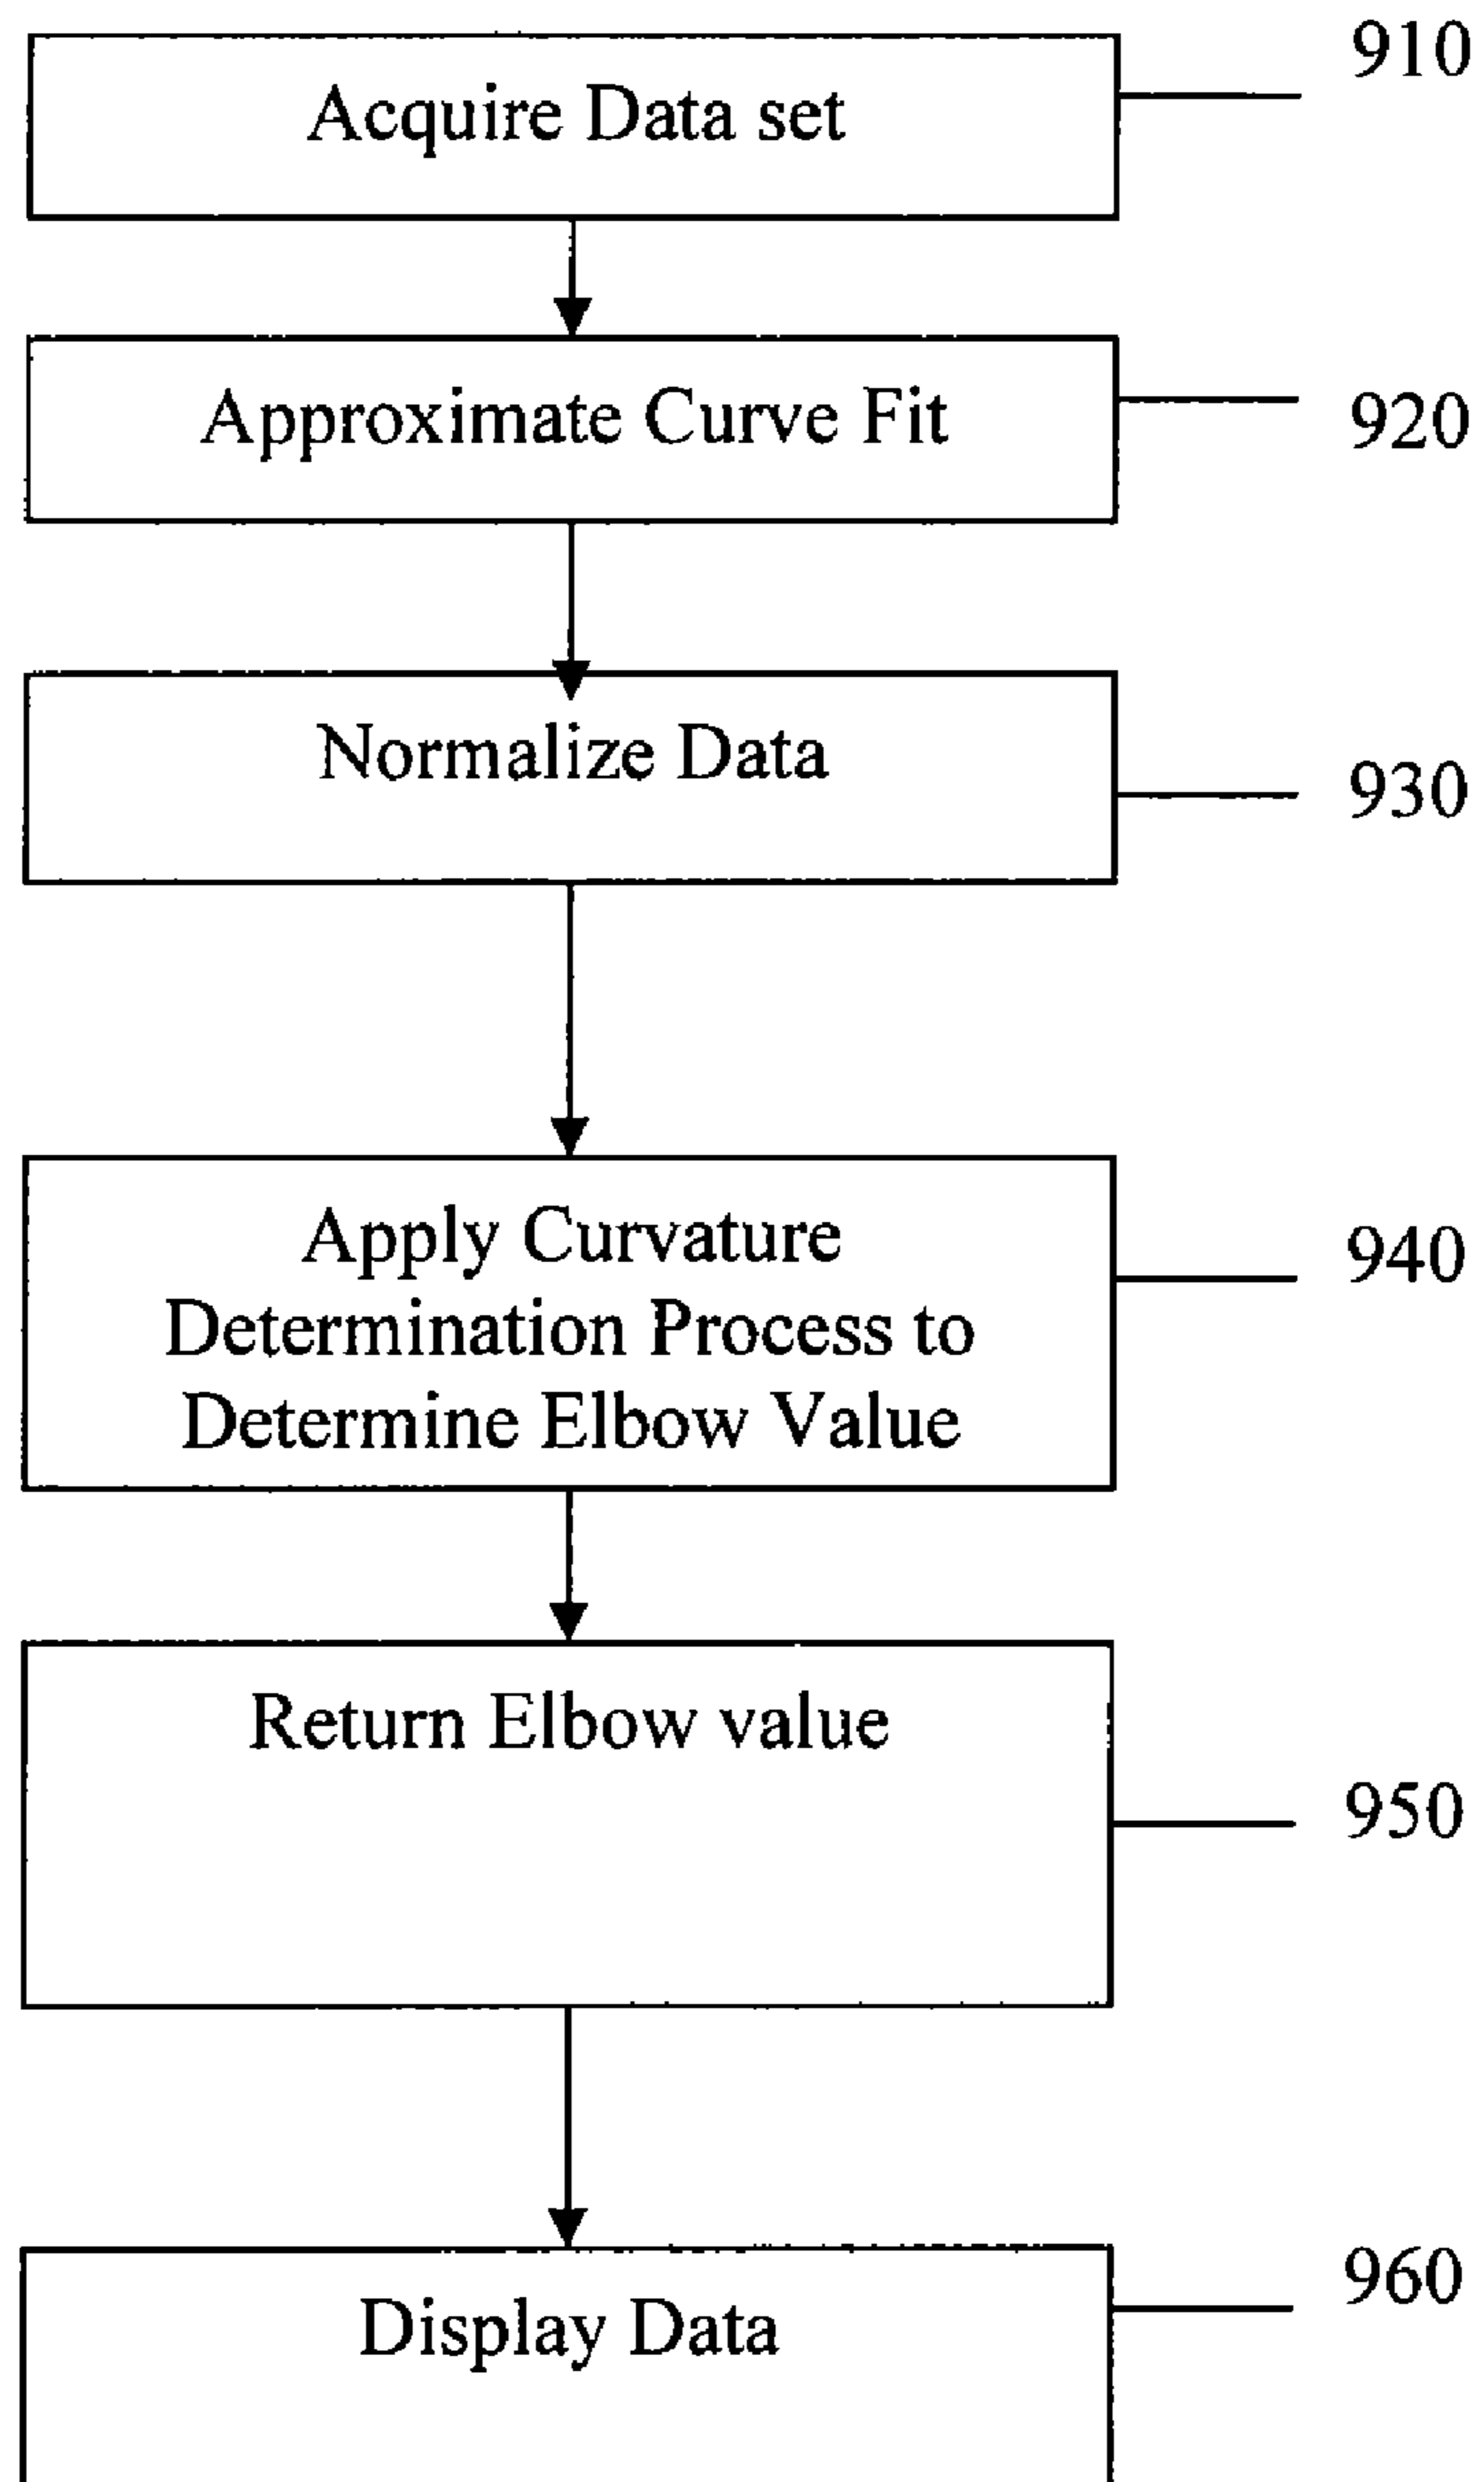 910
Acquire Data set
Approximate Curve Fit
920
Normalize Data
930
Apply Curvature
Determination Process to
Determine Elbow Value
940
Return Elbow value
950
960
Display Data